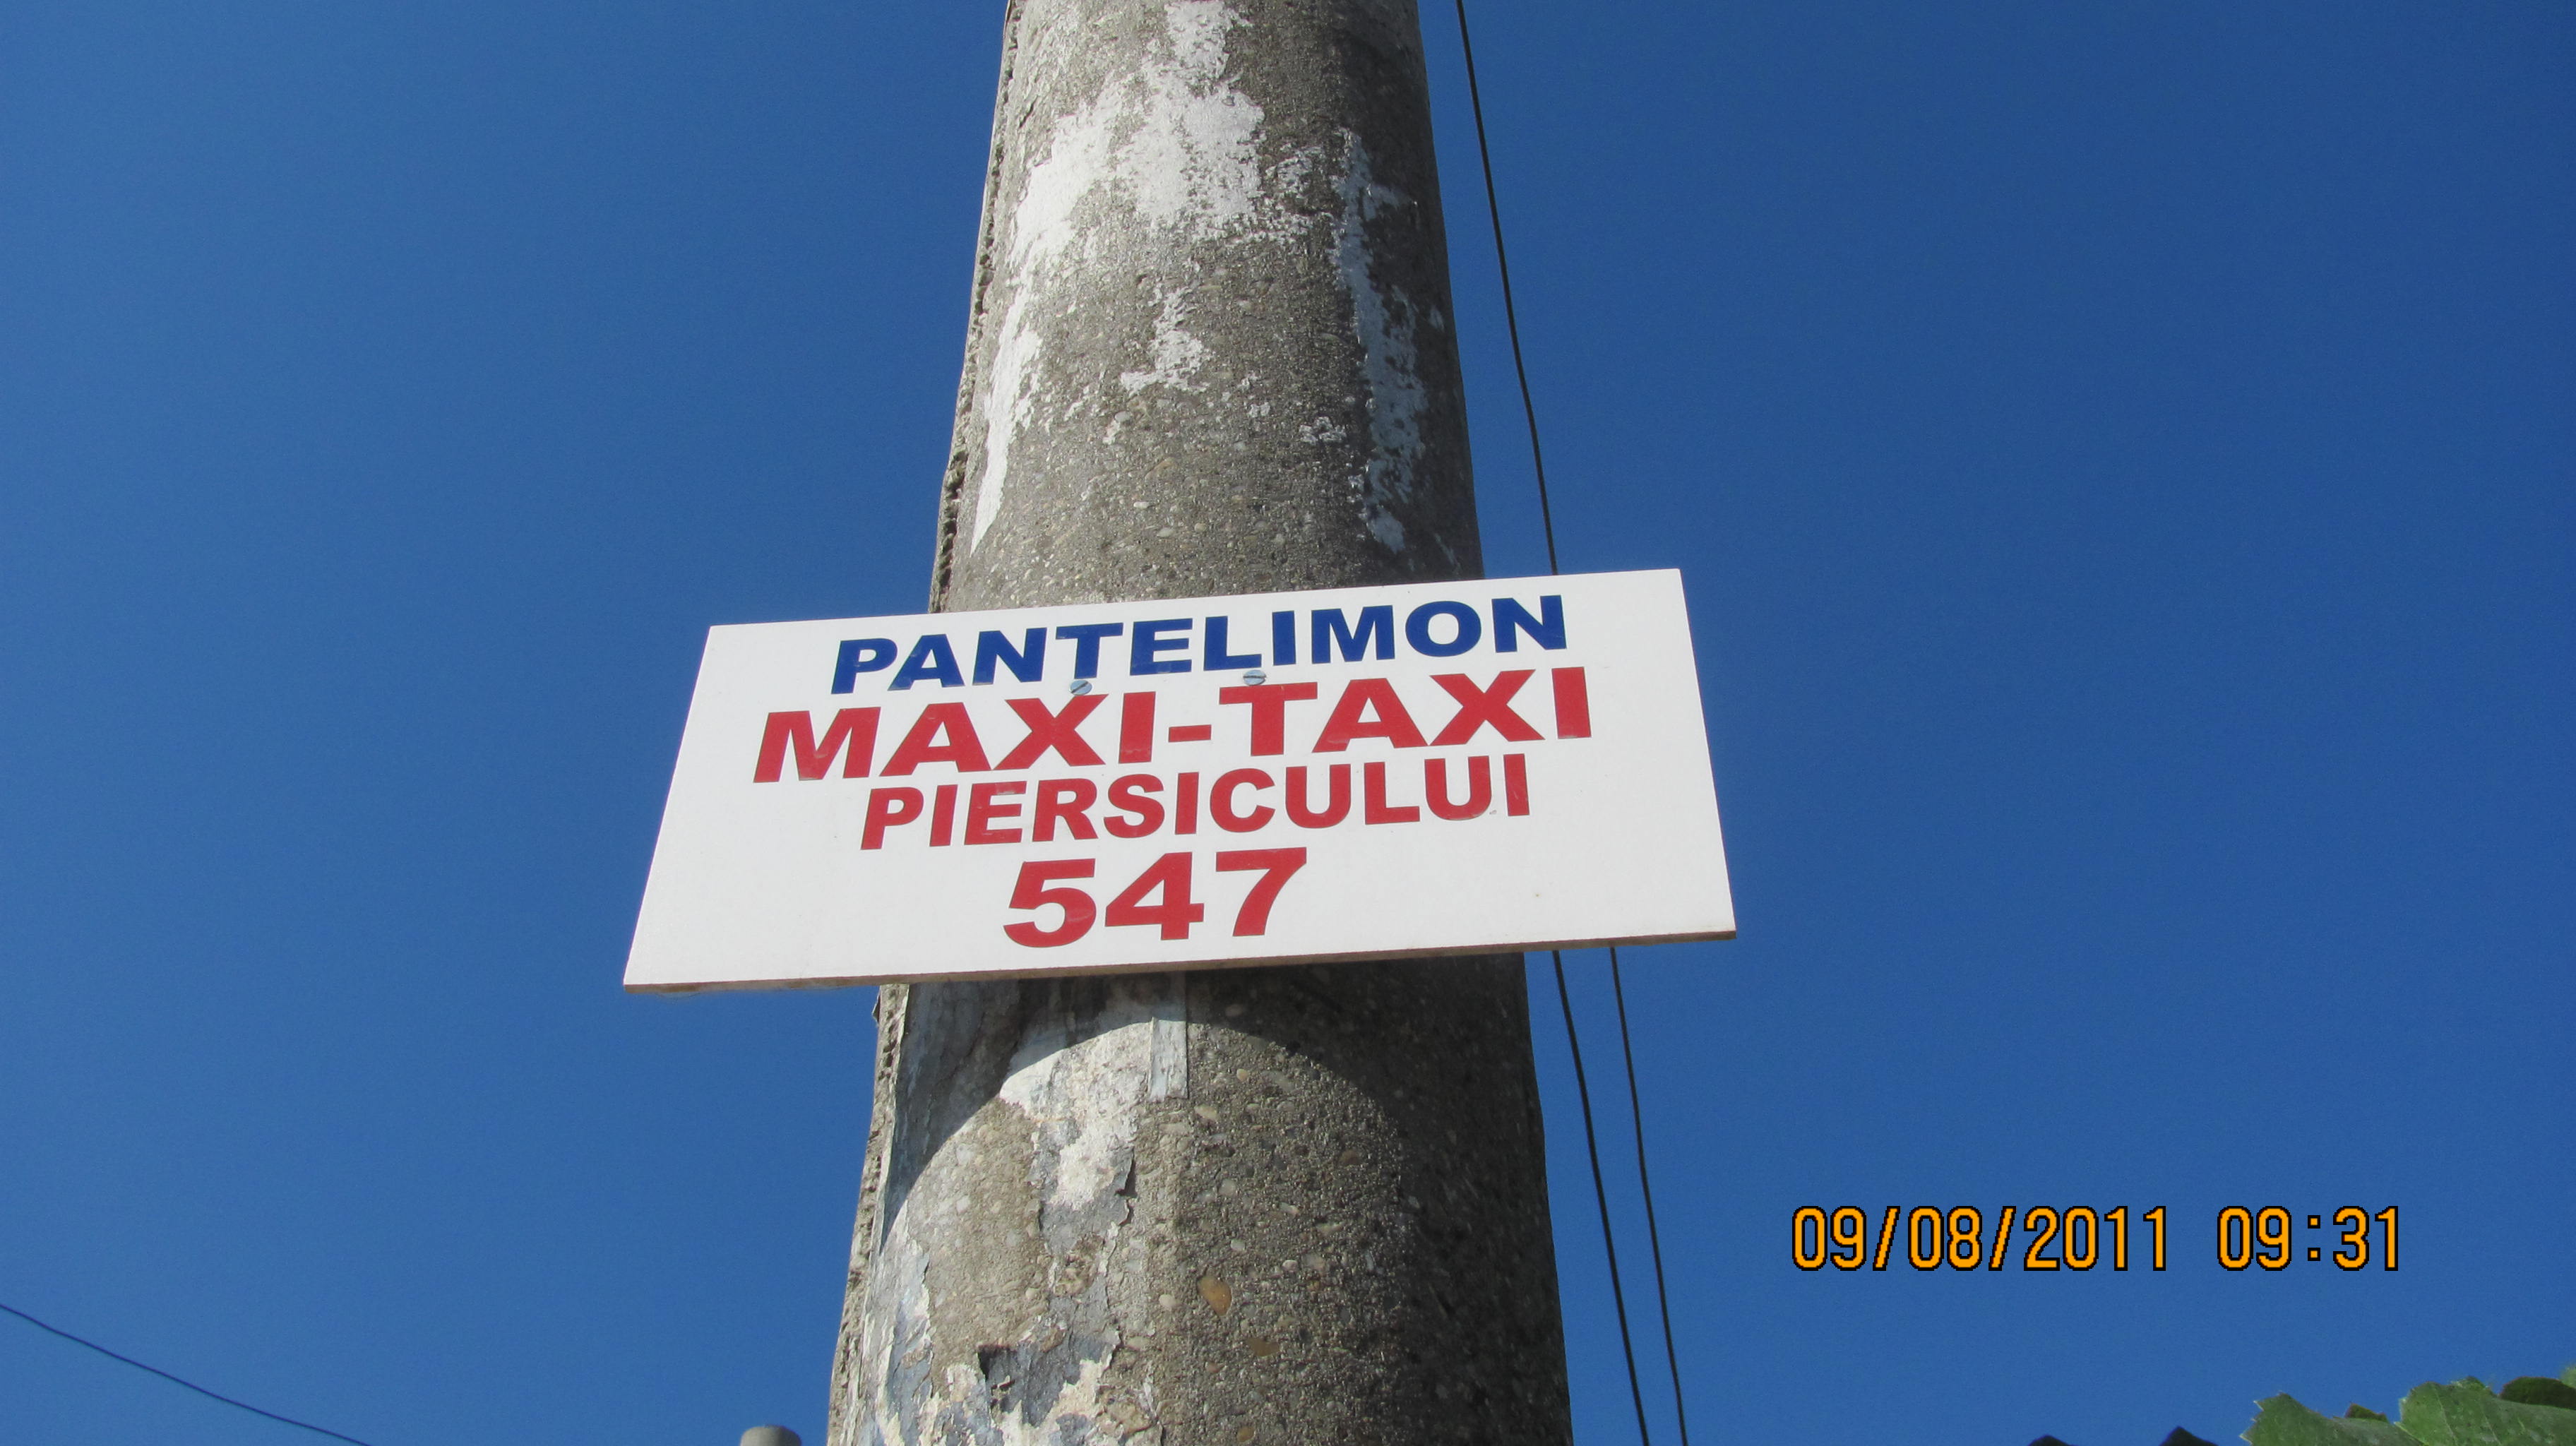 PANTELIMON
MAXI-TAXI
PIERSICULUI
547
09/08/2011 09:31